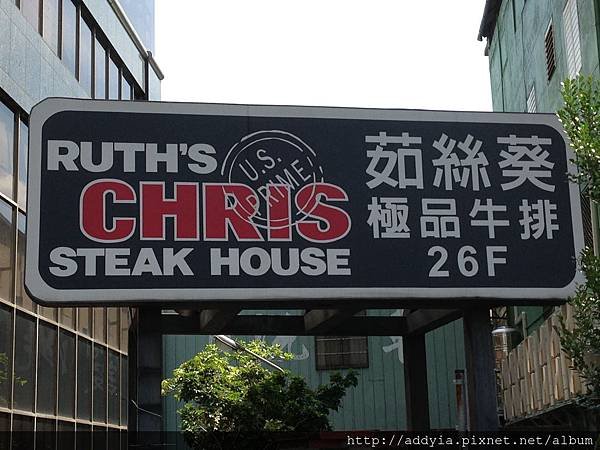 RUTH'S
CHRIS
STEAK HOUSE
U.S.
PRIME
茹絲葵
極品牛排
26F
http://addyia.pixnet.net/album